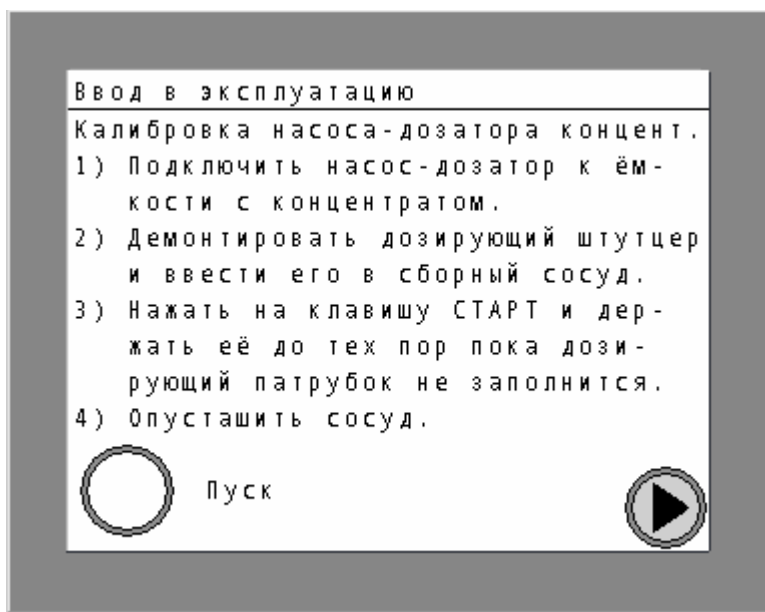 Ввод в эксплуатацию
Калибровка насоса-дозатора концент.
1) Подключить насос-дозатор к ём-
кости с концентратом.
2) Демонтировать дозирующий штутцер
и ввести его в сборный сосуд.
3) Нажать на клавишу СТАРТ и дер-
жать её до тех пор пока дози-
рующий патрубок не заполнится.
4) Опусташить сосуд.
Пуск